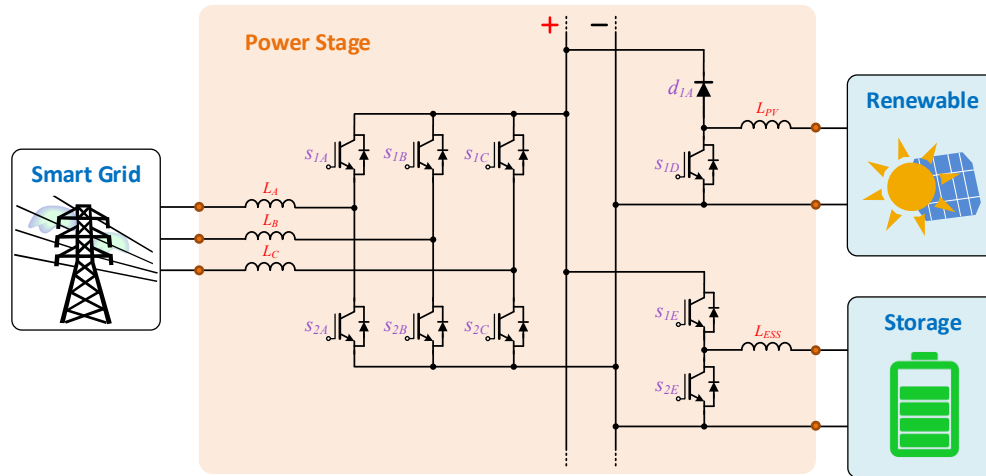 Power Stage
+ −
d1A
LPV
Renewable
s1A
s1B
s1C
s1D
Smart Grid
LA
LB
LC
s2A
s2B
s2C
s1E
LESS
s2E
Storage